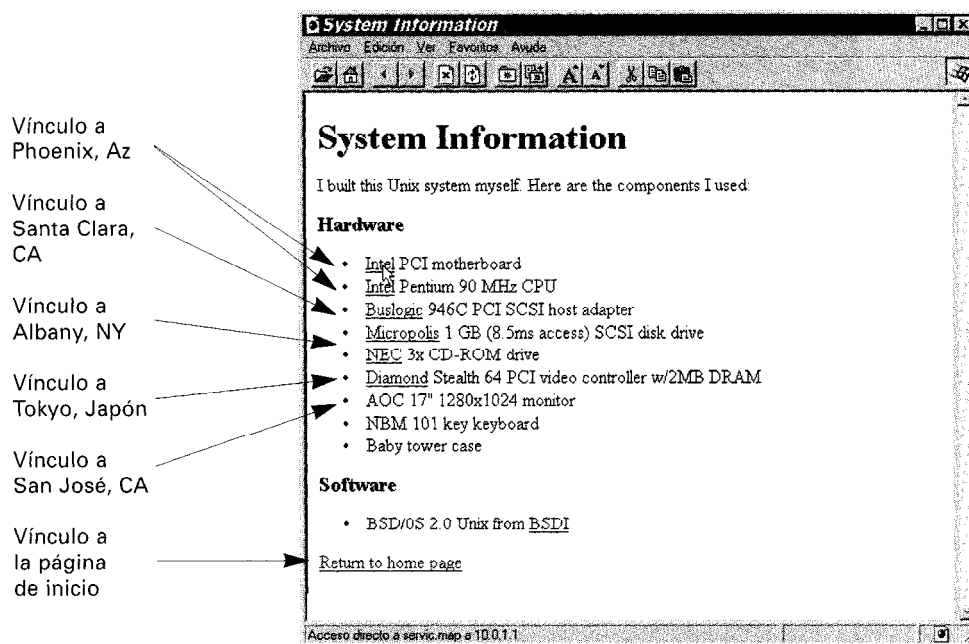 System Information
Archivo Edición Ver Favoritos Ayuda
Vínculo a
Phoenix, Az
Vínculo a
Santa Clara,
CA
Vínculo a
Albany, NY
Vínculo a
Tokyo, Japón
Vínculo a
San José, CA
Vínculo a
la página
de inicio
System Information
I built this Unix system myself. Here are the components I used:
Hardware
• Intel PCI motherboard
• Intel Pentium 90 MHz CPU
• Buslogic 946C PCI SCSI host adapter
• Micropolis 1 GB (8.5ms access) SCSI disk drive
• NEC 3x CD-ROM drive
• Diamond Stealth 64 PCI video controller w/2MB DRAM
• AOC 17" 1280x1024 monitor
• NBM 101 key keyboard
• Baby tower case
Software
• BSD/0S 2.0 Unix from BSDI
Return to home page
Acceso directo a servic.map a 10.0.1.1